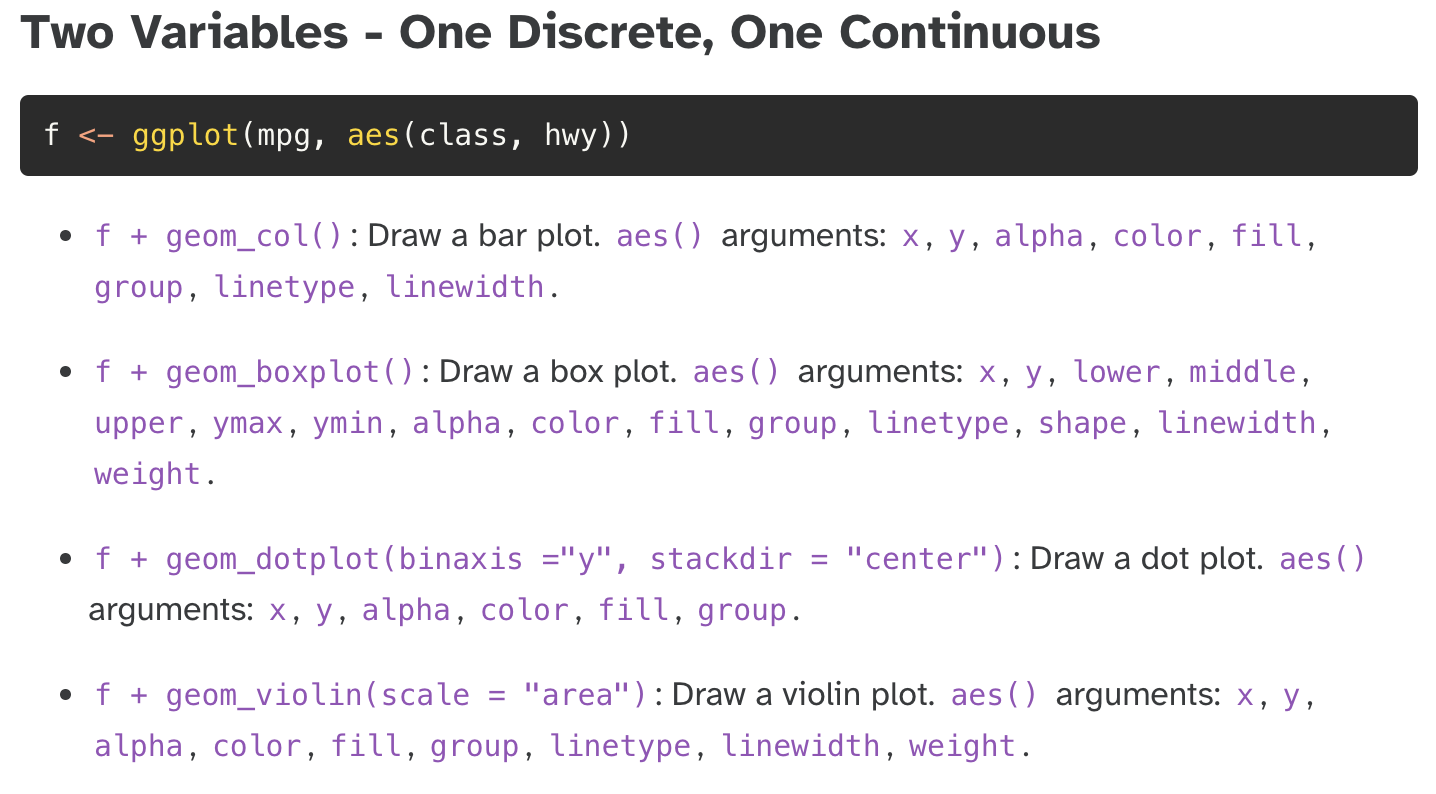 Two Variables - One Discrete, One Continuous
f <- ggplot(mpg, aes(class, hwy))
• f + geom_col(): Draw a bar plot. aes() arguments: x, y, alpha, color, fill,
group, linetype, linewidth.
• f + geom_boxplot(): Draw a box plot. aes() arguments: x, y, lower, middle,
upper, ymax, ymin, alpha, color, fill, group, linetype, shape, linewidth,
weight.
• f + geom_dotplot(binaxis ="y", stackdir = "center"): Draw a dot plot. aes()
arguments: x, y, alpha, color, fill, group.
• f + geom_violin(scale = "area"): Draw a violin plot. aes() arguments: x, y,
alpha, color, fill, group, linetype, linewidth, weight.